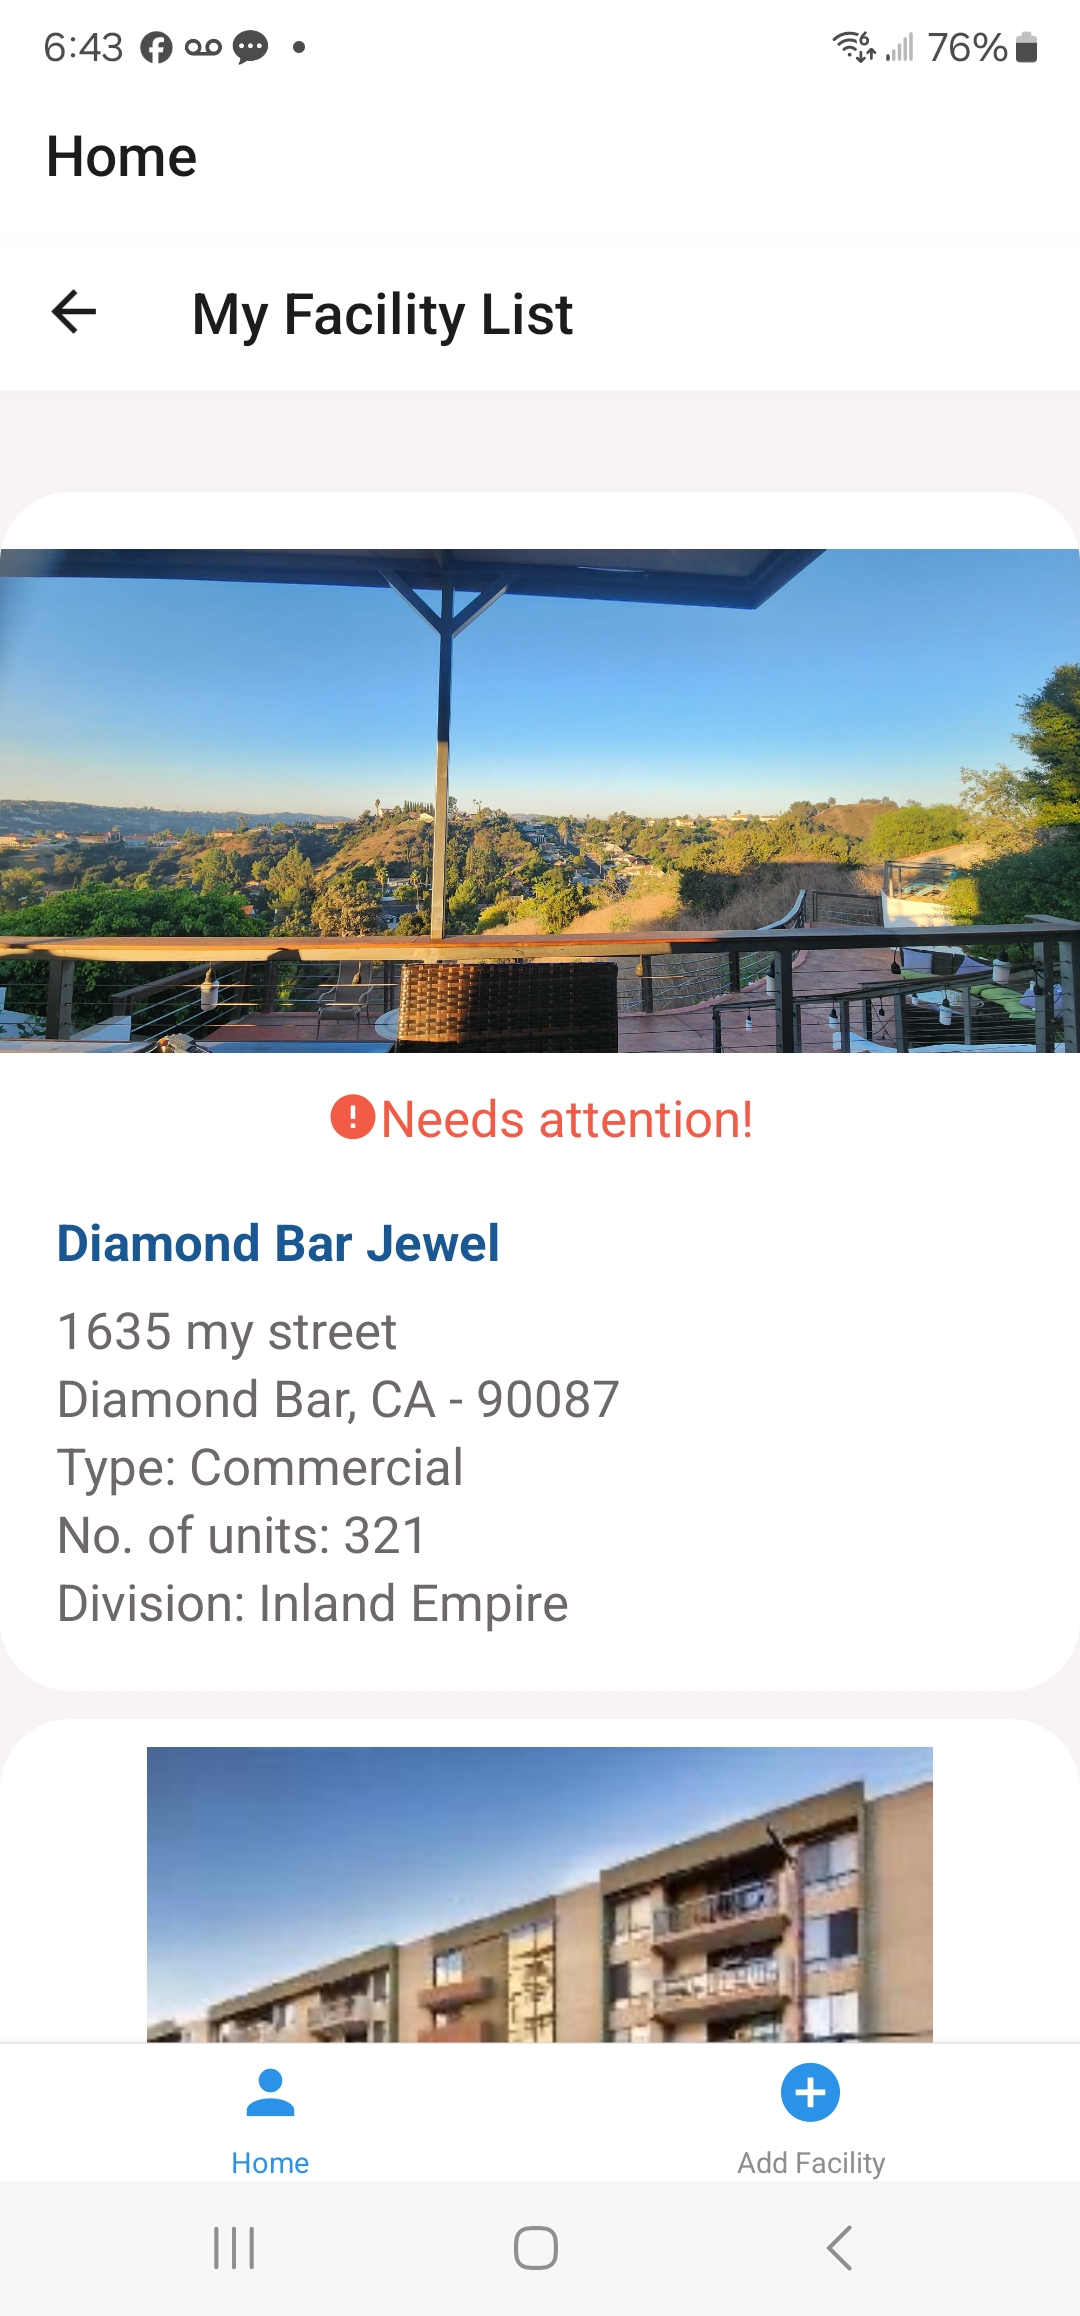 6:43
6
76%
Home
My Facility List
Needs attention!
Diamond Bar Jewel
1635 my street
Diamond Bar, CA - 90087
Type: Commercial
No. of units: 321
Division: Inland Empire
Home
Add Facility